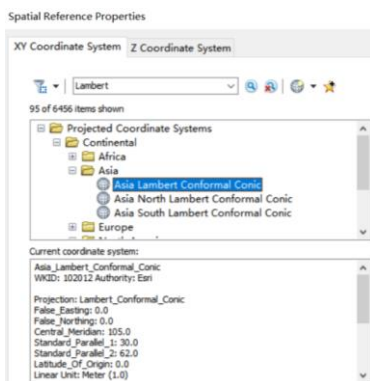 Spatial Reference Properties
XY Coordinate System Z Coordinate System
Lambert
95 of 6456 items shown
Projected Coordinate Systems
Continental
Africa
Asia
Asia Lambert Conformal Conic
Asia North Lambert Conformal Conic
Asia South Lambert Conformal Conic
Europe
Current coordinate system:
Asia_Lambert_Conformal_Conic
WKID: 102012 Authority: Esri
Projection: Lambert_Conformal_Conic
False_Easting: 0.0
False_Northing: 0.0
Central_Meridian: 105.0
Standard_Parallel_1: 30.0
Standard_Parallel_2: 62.0
Latitude_Of_Origin: 0.0
Linear Unit: Meter (1.0)